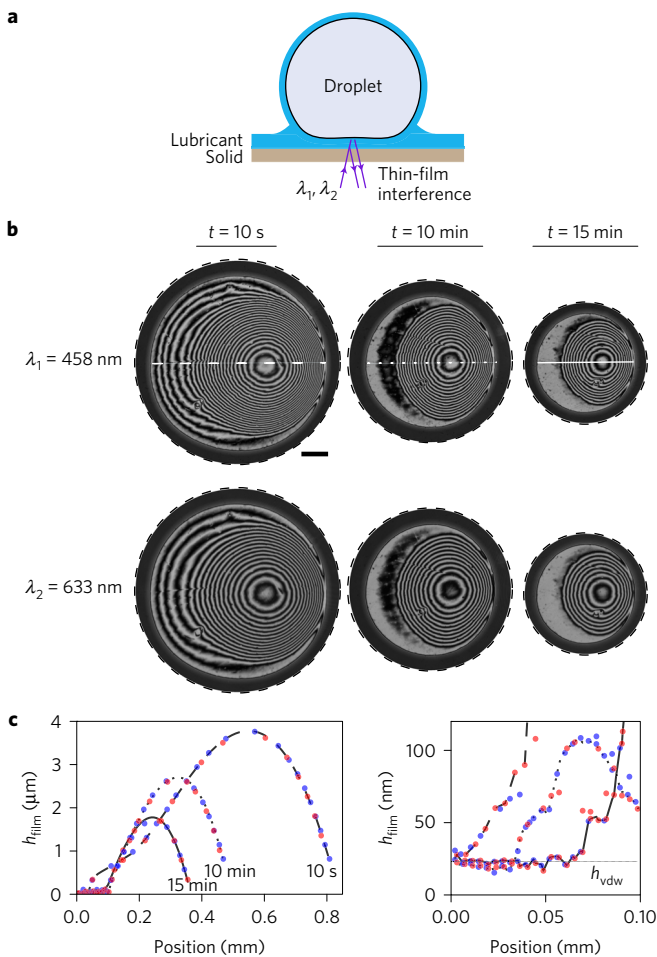 a
Droplet
Lubricant
Solid
λ1, λ2
Thin-film
interference
b
t = 10 s
t = 10 min
t = 15 min
λ1 = 458 nm
λ2 = 633 nm
c
4
3
2
1
0
hfilm (μm)
0.0 0.2 0.4 0.6 0.8
Position (mm)
15 min
10 min
10 s
100
50
0
hfilm (nm)
hvdw
0.00 0.05 0.10
Position (mm)